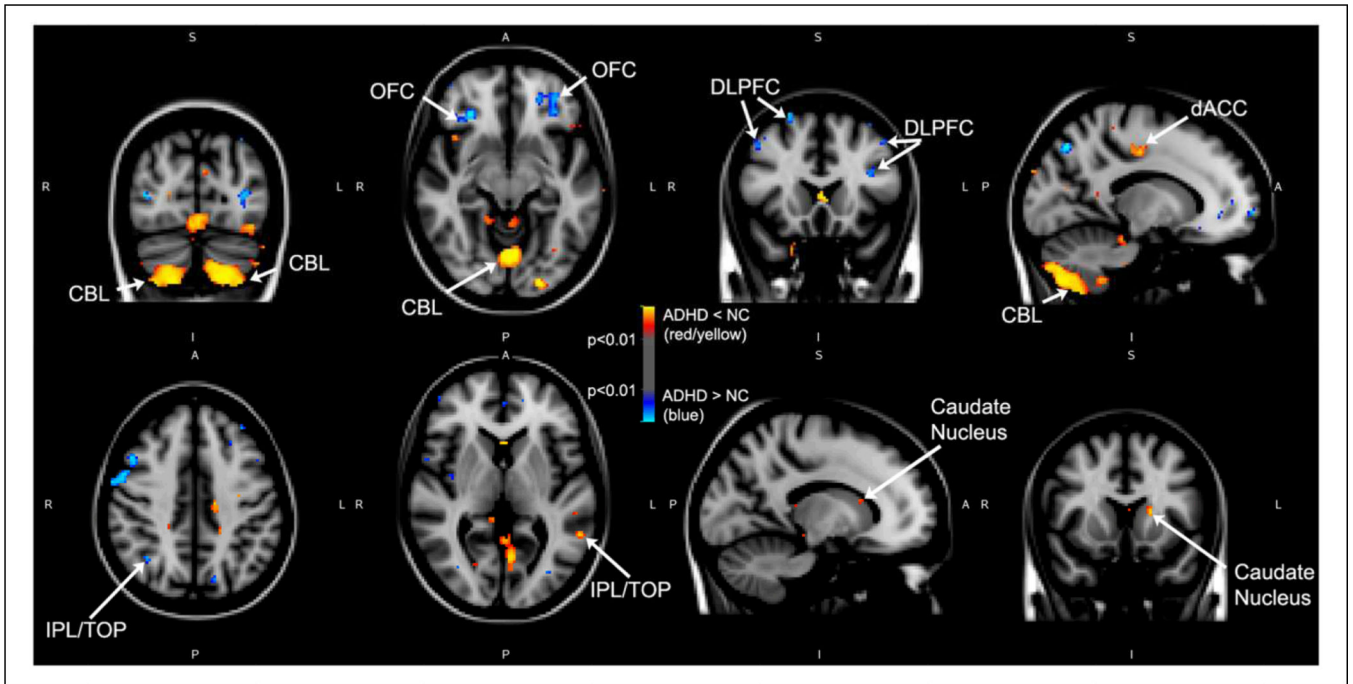 S
A
S
S
OFC
OFC
DLPFC
DLPFC
dACC
R
L R
L R
L P
A
CBL
CBL
CBL
CBL
I
P
I
I
ADHD < NC
(red/yellow)
p<0.01
p<0.01
ADHD > NC
(blue)
A
A
S
S
Caudate
Nucleus
R
L R
L P
A R
L
IPL/TOP
IPL/TOP
Caudate
Nucleus
P
P
I
I